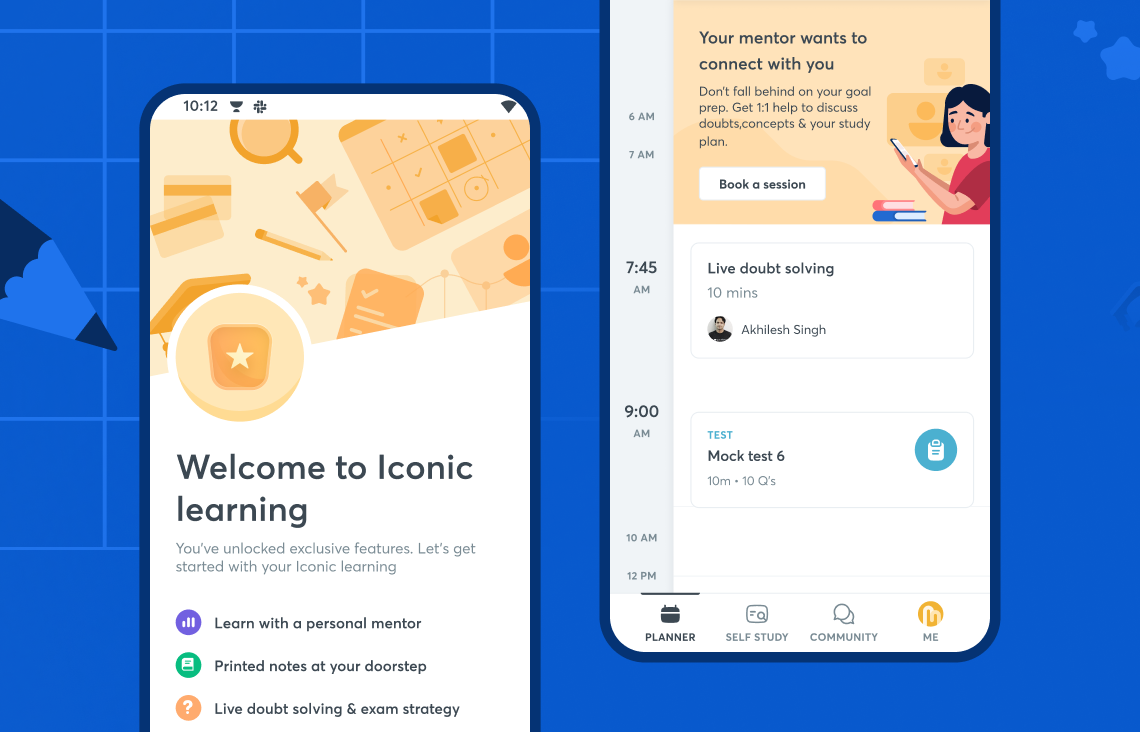 10:12
Welcome to Iconic
learning
You've unlocked exclusive features. Let's get
started with your Iconic learning
Learn with a personal mentor
Printed notes at your doorstep
Live doubt solving & exam strategy
Your mentor wants to
connect with you
Don't fall behind on your goal
prep. Get 1:1 help to discuss
doubts,concepts & your study
plan.
Book a session
6 AM
7 AM
7:45
AM
Live doubt solving
10 mins
Akhilesh Singh
9:00
AM
TEST
Mock test 6
10m • 10 Q's
10 AM
12 PM
PLANNER
SELF STUDY
COMMUNITY
ME